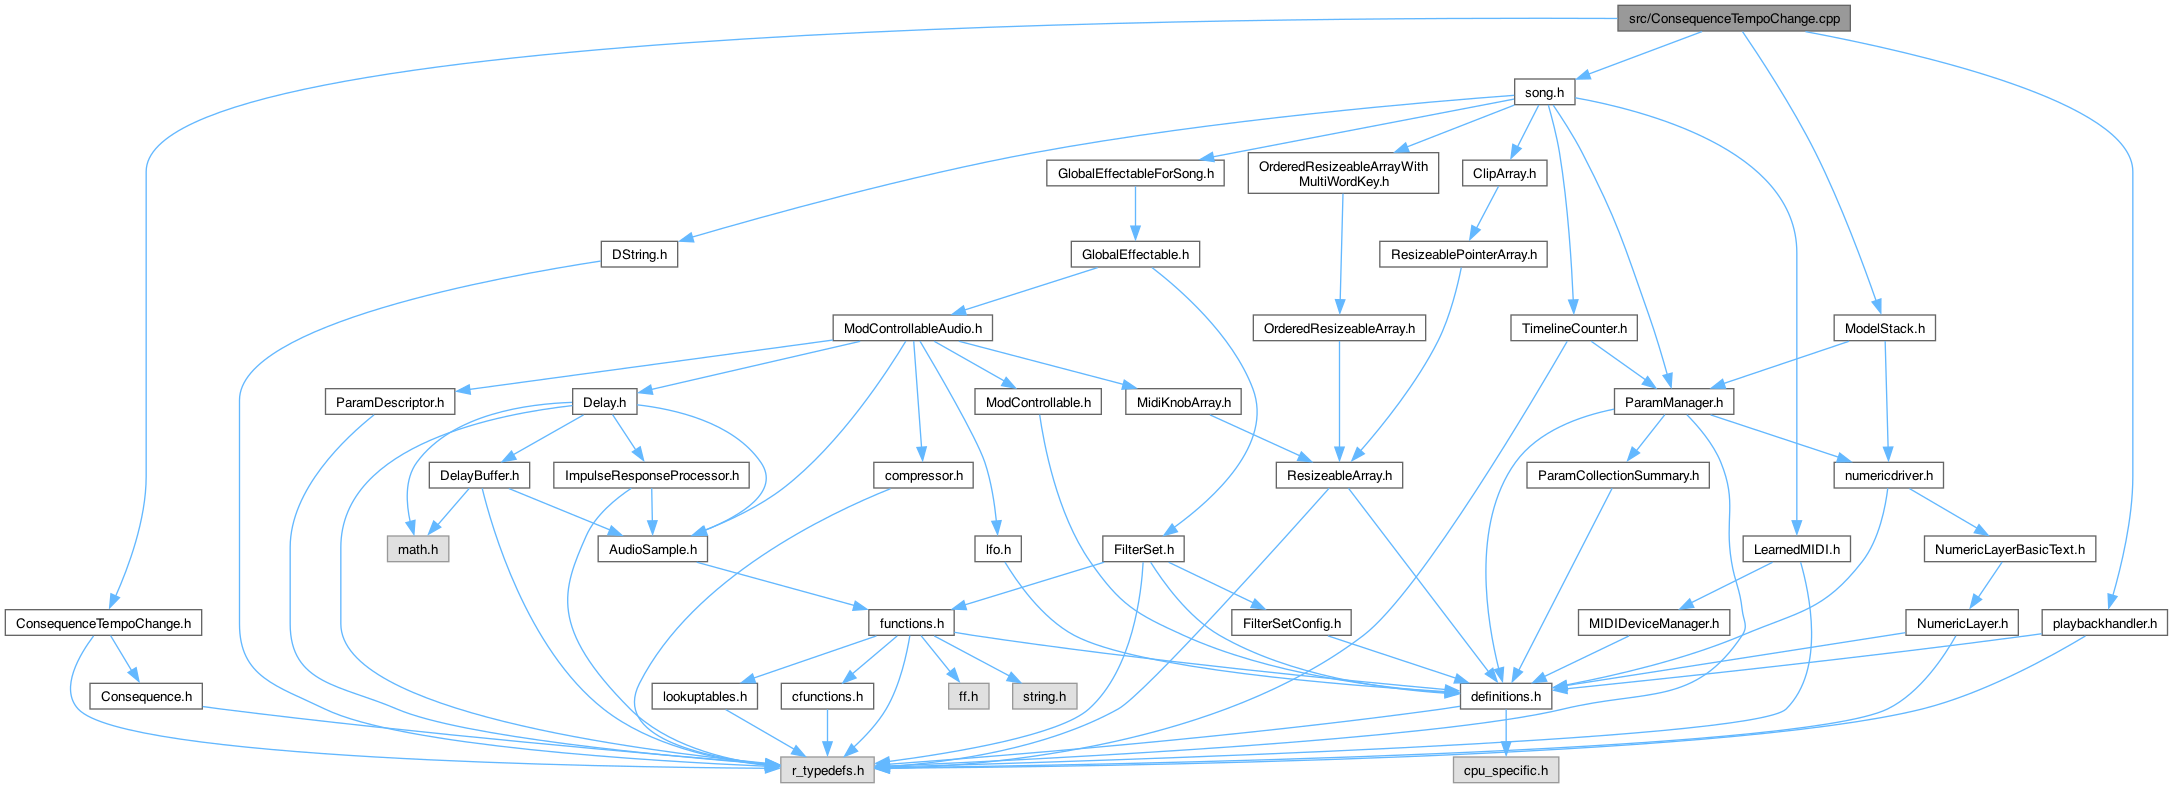 src/ConsequenceTempoChange.cpp
song.h
GlobalEffectableForSong.h
OrderedResizeableArrayWith
MultiWordKey.h
ClipArray.h
DString.h
GlobalEffectable.h
ResizeablePointerArray.h
ModControllableAudio.h
OrderedResizeableArray.h
TimelineCounter.h
ModelStack.h
ParamDescriptor.h
Delay.h
ModControllable.h
MidiKnobArray.h
ParamManager.h
DelayBuffer.h
ImpulseResponseProcessor.h
compressor.h
ResizeableArray.h
ParamCollectionSummary.h
numericdriver.h
math.h
AudioSample.h
lfo.h
FilterSet.h
LearnedMIDI.h
NumericLayerBasicText.h
ConsequenceTempoChange.h
functions.h
FilterSetConfig.h
MIDIDeviceManager.h
NumericLayer.h
playbackhandler.h
Consequence.h
lookuptables.h
cfunctions.h
ff.h
string.h
definitions.h
r_typedefs.h
cpu_specific.h